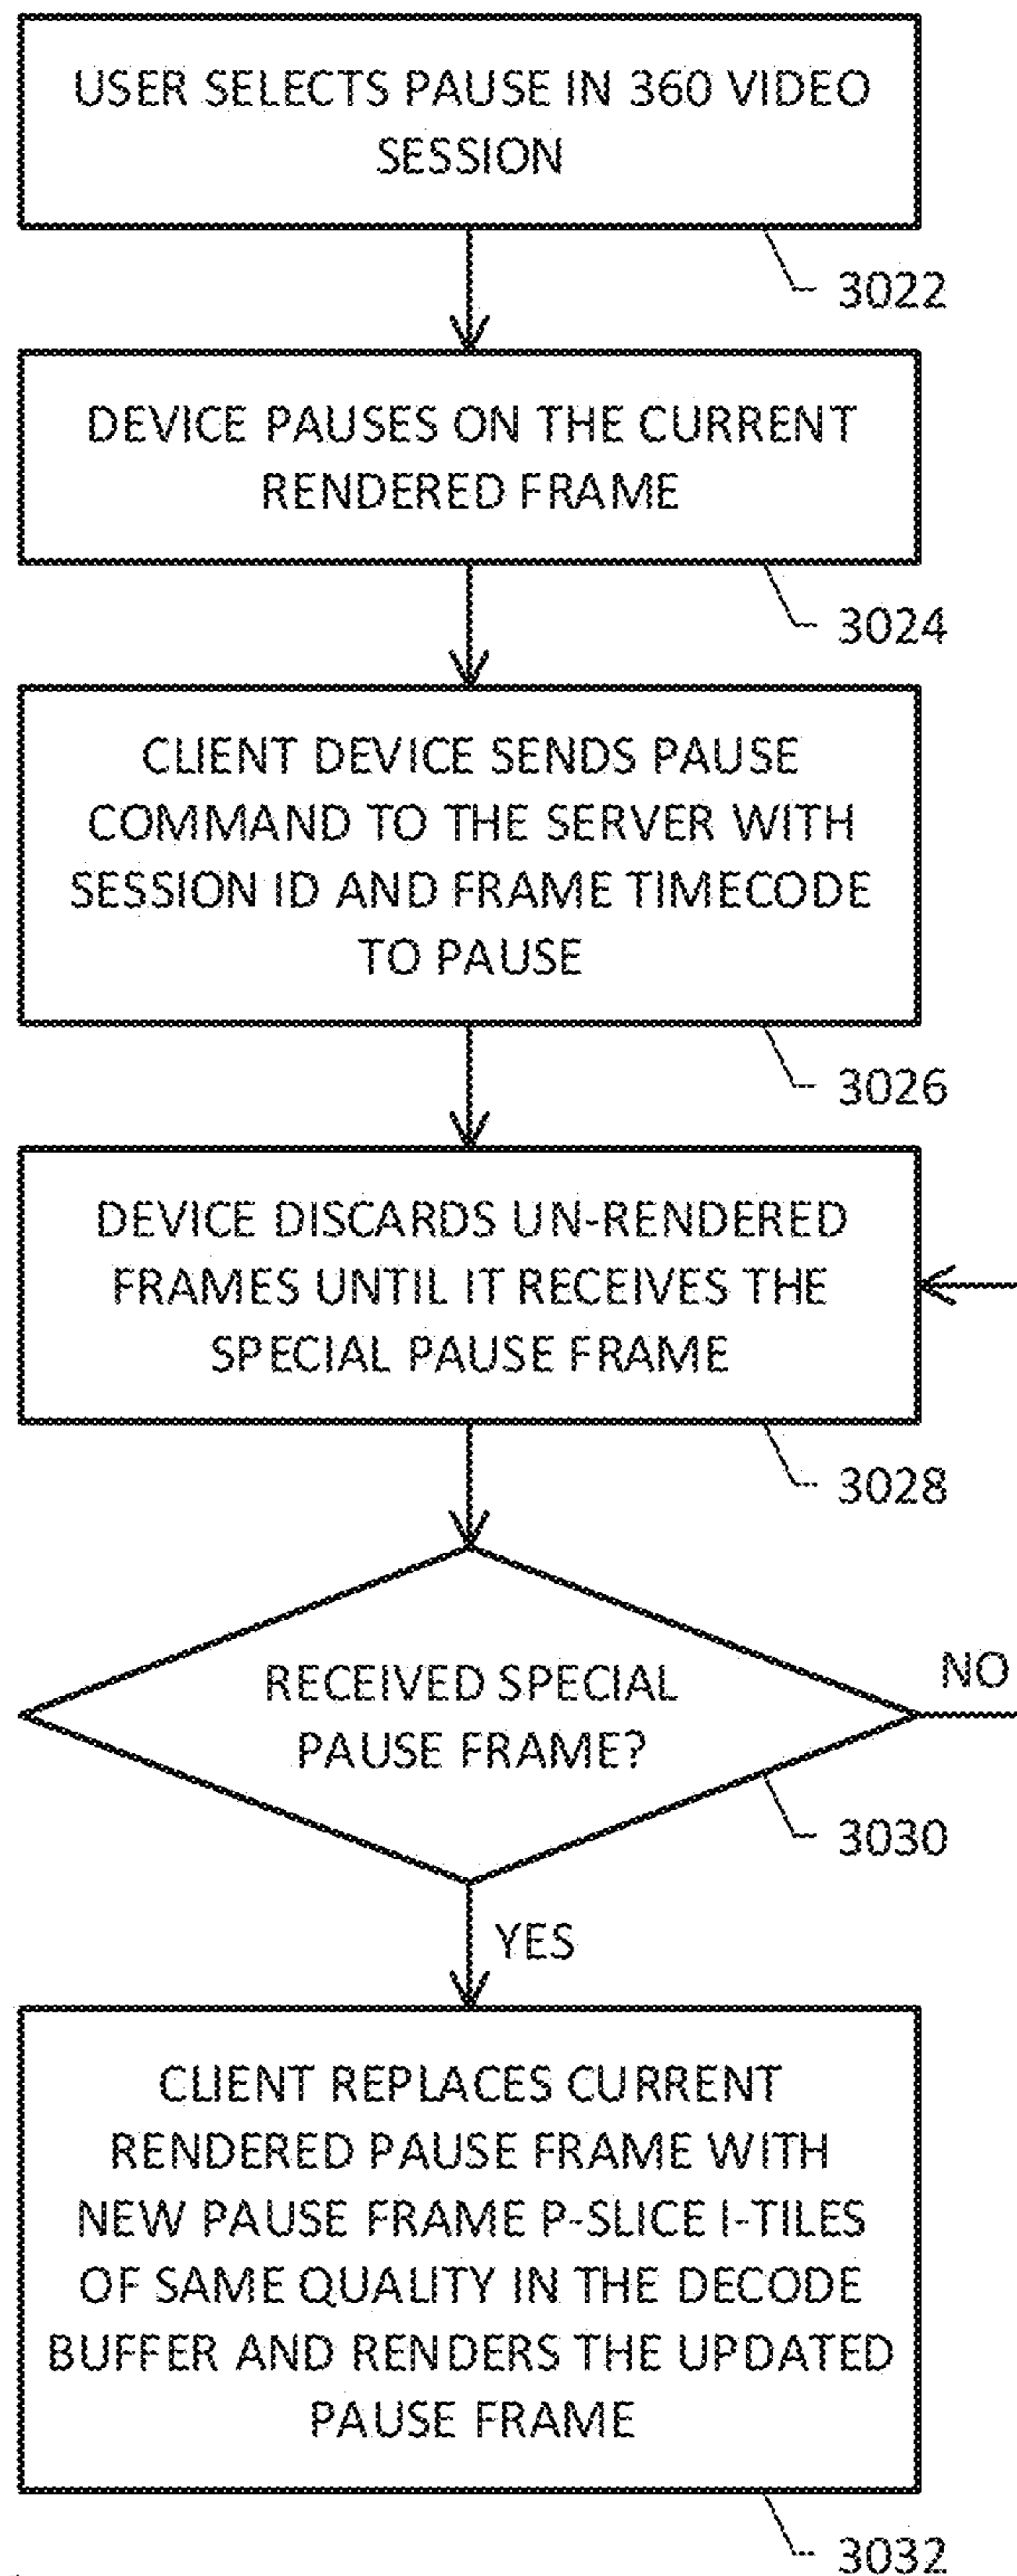 USER SELECTS PAUSE IN 360 VIDEO
SESSION
3022
DEVICE PAUSES ON THE CURRENT
RENDERED FRAME
3024
CLIENT DEVICE SENDS PAUSE
COMMAND TO THE SERVER WITH
SESSION ID AND FRAME TIMECODE
TO PAUSE
3026
DEVICE DISCARDS UN-RENDERED
FRAMES UNTIL IT RECEIVES THE
SPECIAL PAUSE FRAME
3028
RECEIVED SPECIAL
PAUSE FRAME?
NO
3030
YES
CLIENT REPLACES CURRENT
RENDERED PAUSE FRAME WITH
NEW PAUSE FRAME P-SLICE I-TILES
OF SAME QUALITY IN THE DECODE
BUFFER AND RENDERS THE UPDATED
PAUSE FRAME
3032